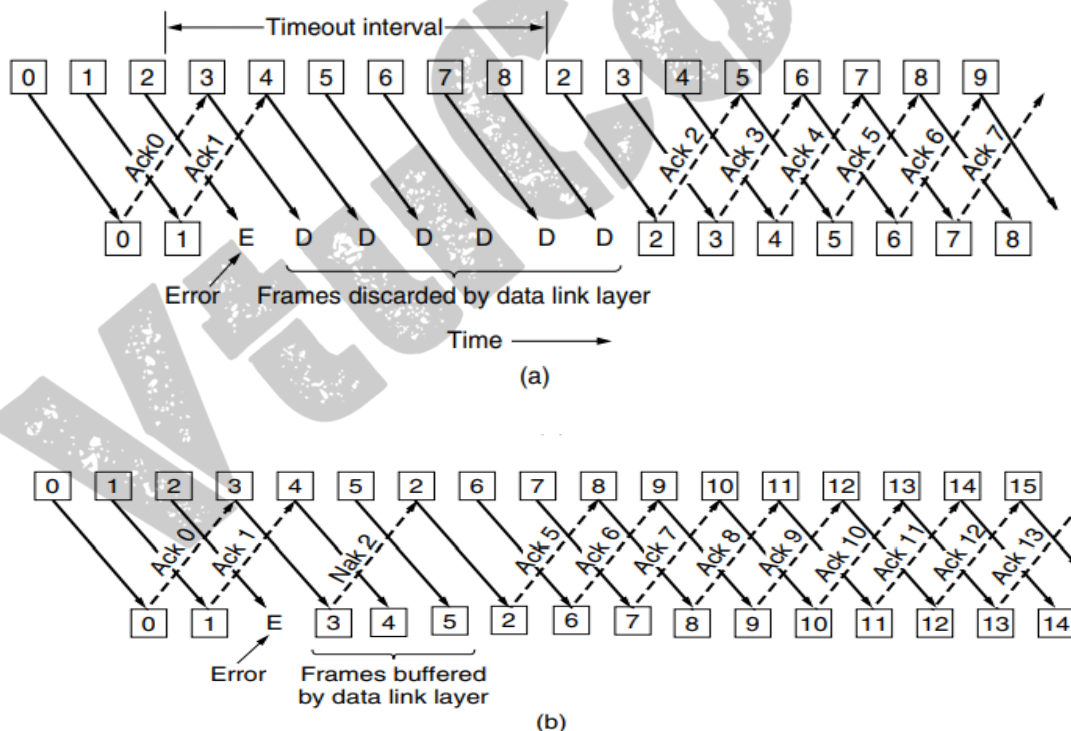 Timeout interval
0 1 2 3 4 5 6 7 8 2 3 4 5 6 7 8 9
Ack0 Ack1 Ack 2 Ack 3 Ack 4 Ack 5 Ack 6 Ack 7
0 1 E D D D D D D 2 3 4 5 6 7 8
Error Frames discarded by data link layer
Time
(a)
0 1 2 3 4 5 2 6 7 8 9 10 11 12 13 14 15
Ack 0 Ack 1 Nak 2 Ack 5 Ack 6 Ack 7 Ack 8 Ack 9 Ack 10 Ack 11 Ack 12 Ack 13
0 1 E 3 4 5 2 6 7 8 9 10 11 12 13 14
Error Frames buffered
by data link layer
(b)